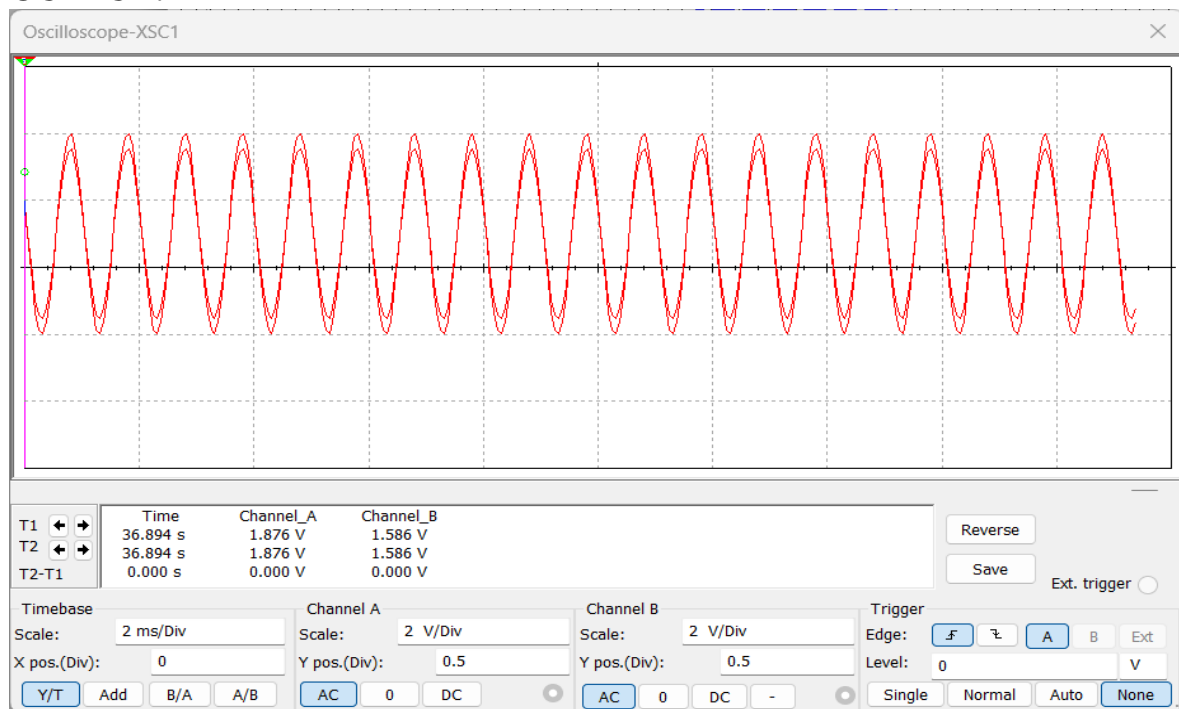 Oscilloscope-XSC1
Time Channel_A Channel_B
T1 36.894 s 1.876 V 1.586 V
T2 36.894 s 1.876 V 1.586 V
T2-T1 0.000 s 0.000 V 0.000 V
Reverse
Save
Ext. trigger
Timebase
Scale: 2 ms/Div
X pos.(Div): 0
Y/T Add B/A A/B
Channel A
Scale: 2 V/Div
Y pos.(Div): 0.5
AC 0 DC
Channel B
Scale: 2 V/Div
Y pos.(Div): 0.5
AC 0 DC -
Trigger
Edge: A B Ext
Level: 0 V
Single Normal Auto None